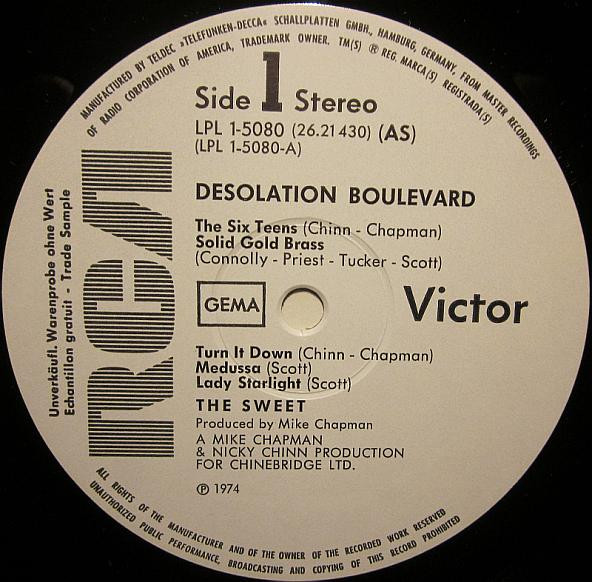 MANUFACTURED BY TELDEC »TELEFUNKEN-DECCA« SCHALLPLATTEN GMBH., HAMBURG, GERMANY, FROM MASTER RECORDINGS
OF RADIO CORPORATION OF AMERICA, TRADEMARK OWNER. TM(S) ® REG. MARCA(S) REGISTRADA(S)
Side 1 Stereo
LPL 1-5080 (26.21430) (AS)
(LPL 1-5080-A)
DESOLATION BOULEVARD
The Six Teens (Chinn - Chapman)
Solid Gold Brass
(Connolly - Priest - Tucker - Scott)
GEMA
Victor
RCA
Unverkäufl. Warenprobe ohne Wert
Echantillon gratuit - Trade Sample
Turn It Down (Chinn - Chapman)
Medussa (Scott)
Lady Starlight (Scott)
THE SWEET
Produced by Mike Chapman
A MIKE CHAPMAN
& NICKY CHINN PRODUCTION
FOR CHINEBRIDGE LTD.
℗ 1974
ALL RIGHTS OF THE MANUFACTURER AND OF THE OWNER OF THE RECORDED WORK RESERVED
UNAUTHORIZED PUBLIC PERFORMANCE, BROADCASTING AND COPYING OF THIS RECORD PROHIBITED